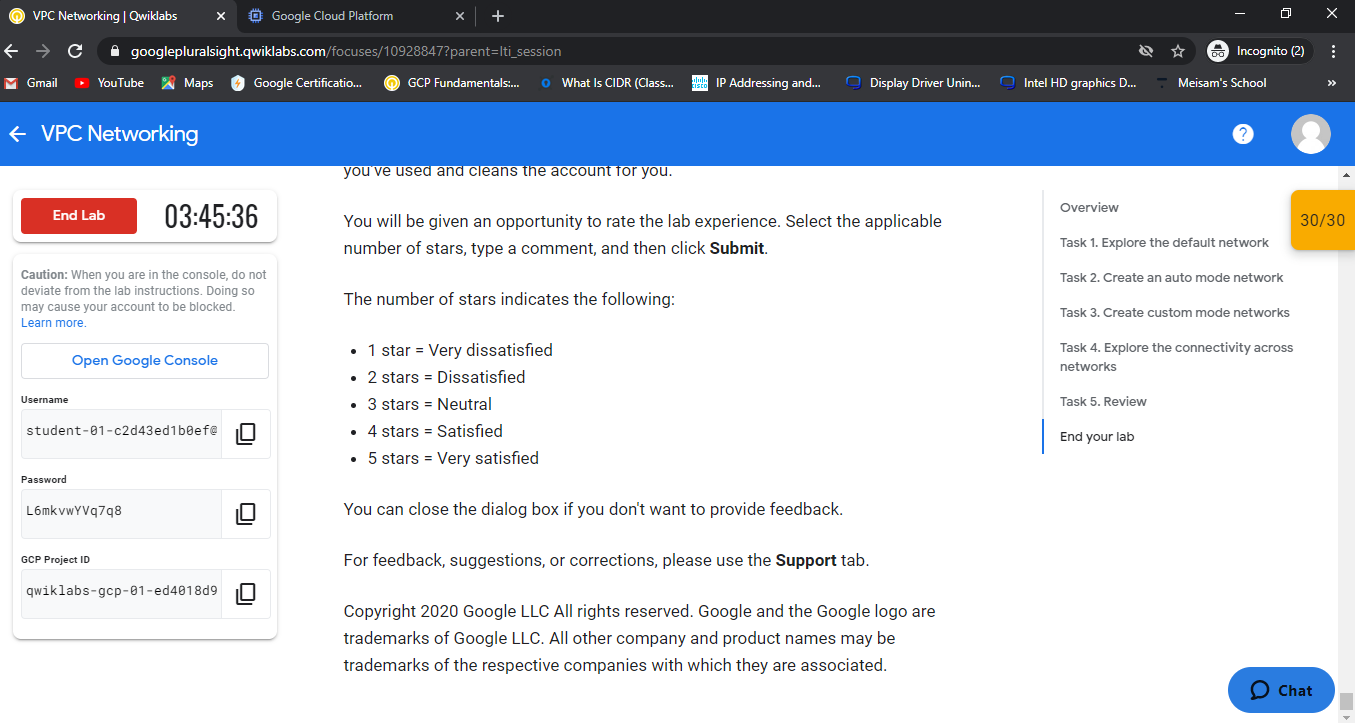 VPC Networking | Qwiklabs
Google Cloud Platform
googlepluralsight.qwiklabs.com/focuses/10928847?parent=lti_session
Incognito (2)
Gmail
YouTube
Maps
Google Certificatio...
GCP Fundamentals:...
What Is CIDR (Class...
IP Addressing and...
Display Driver Unin...
Intel HD graphics D...
Meisam's School
»
VPC Networking
?
End Lab
03:45:36
Caution: When you are in the console, do not
deviate from the lab instructions. Doing so
may cause your account to be blocked.
Learn more.
Open Google Console
Username
student-01-c2d43ed1b0ef@
Password
L6mkvwYVq7q8
GCP Project ID
qwiklabs-gcp-01-ed4018d9
you've used and cleans the account for you.
You will be given an opportunity to rate the lab experience. Select the applicable
number of stars, type a comment, and then click Submit.
The number of stars indicates the following:
• 1 star = Very dissatisfied
• 2 stars = Dissatisfied
• 3 stars = Neutral
• 4 stars = Satisfied
• 5 stars = Very satisfied
You can close the dialog box if you don't want to provide feedback.
For feedback, suggestions, or corrections, please use the Support tab.
Copyright 2020 Google LLC All rights reserved. Google and the Google logo are
trademarks of Google LLC. All other company and product names may be
trademarks of the respective companies with which they are associated.
Overview
Task 1. Explore the default network
Task 2. Create an auto mode network
Task 3. Create custom mode networks
Task 4. Explore the connectivity across
networks
Task 5. Review
End your lab
30/30
Chat